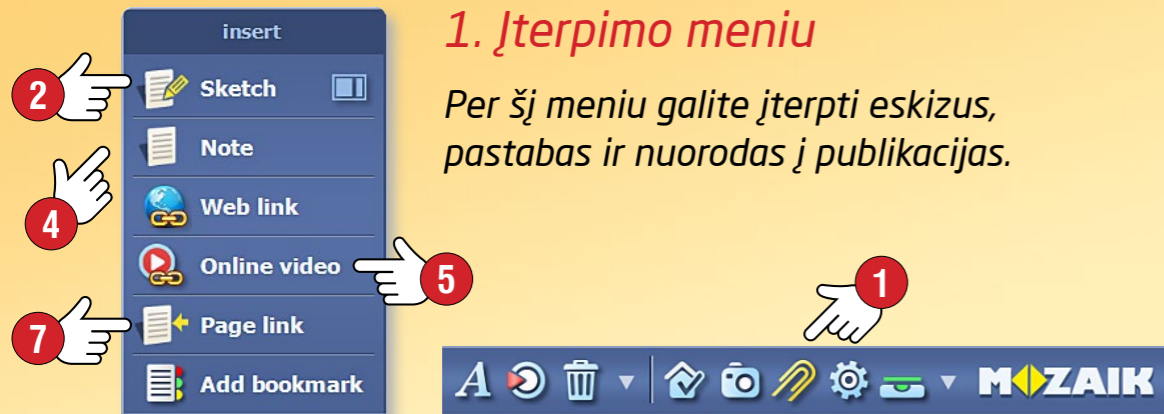 insert
Sketch
Note
Web link
Online video
Page link
Add bookmark
2
4
5
7
1. Įterpimo meniu
Per šį meniu galite įterpti eskizus,
pastabas ir nuorodas į publikacijas.
1
A
MOZAIK